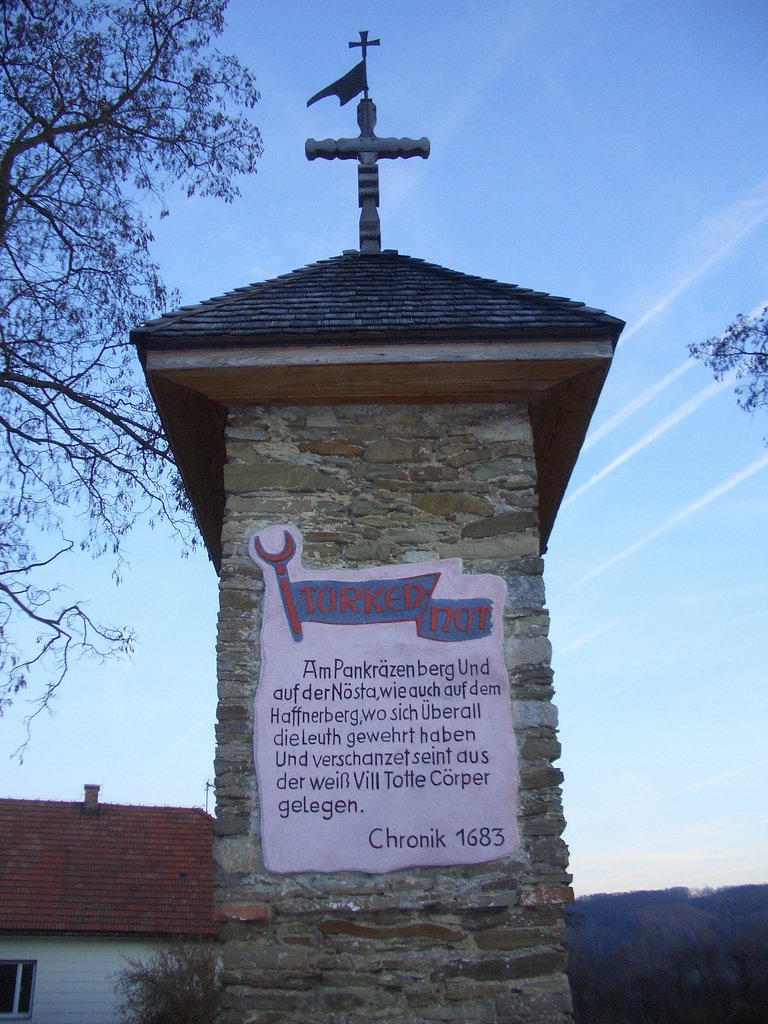 TÜRKEN
NOT
Am Pankräzenberg Und
auf der Nösta, wie auch auf dem
Haffnerberg, wo sich Überall
die Leuth gewehrt haben
Und verschanzet seint aus
der weiß Vill Totte Cörper
gelegen.
Chronik 1683